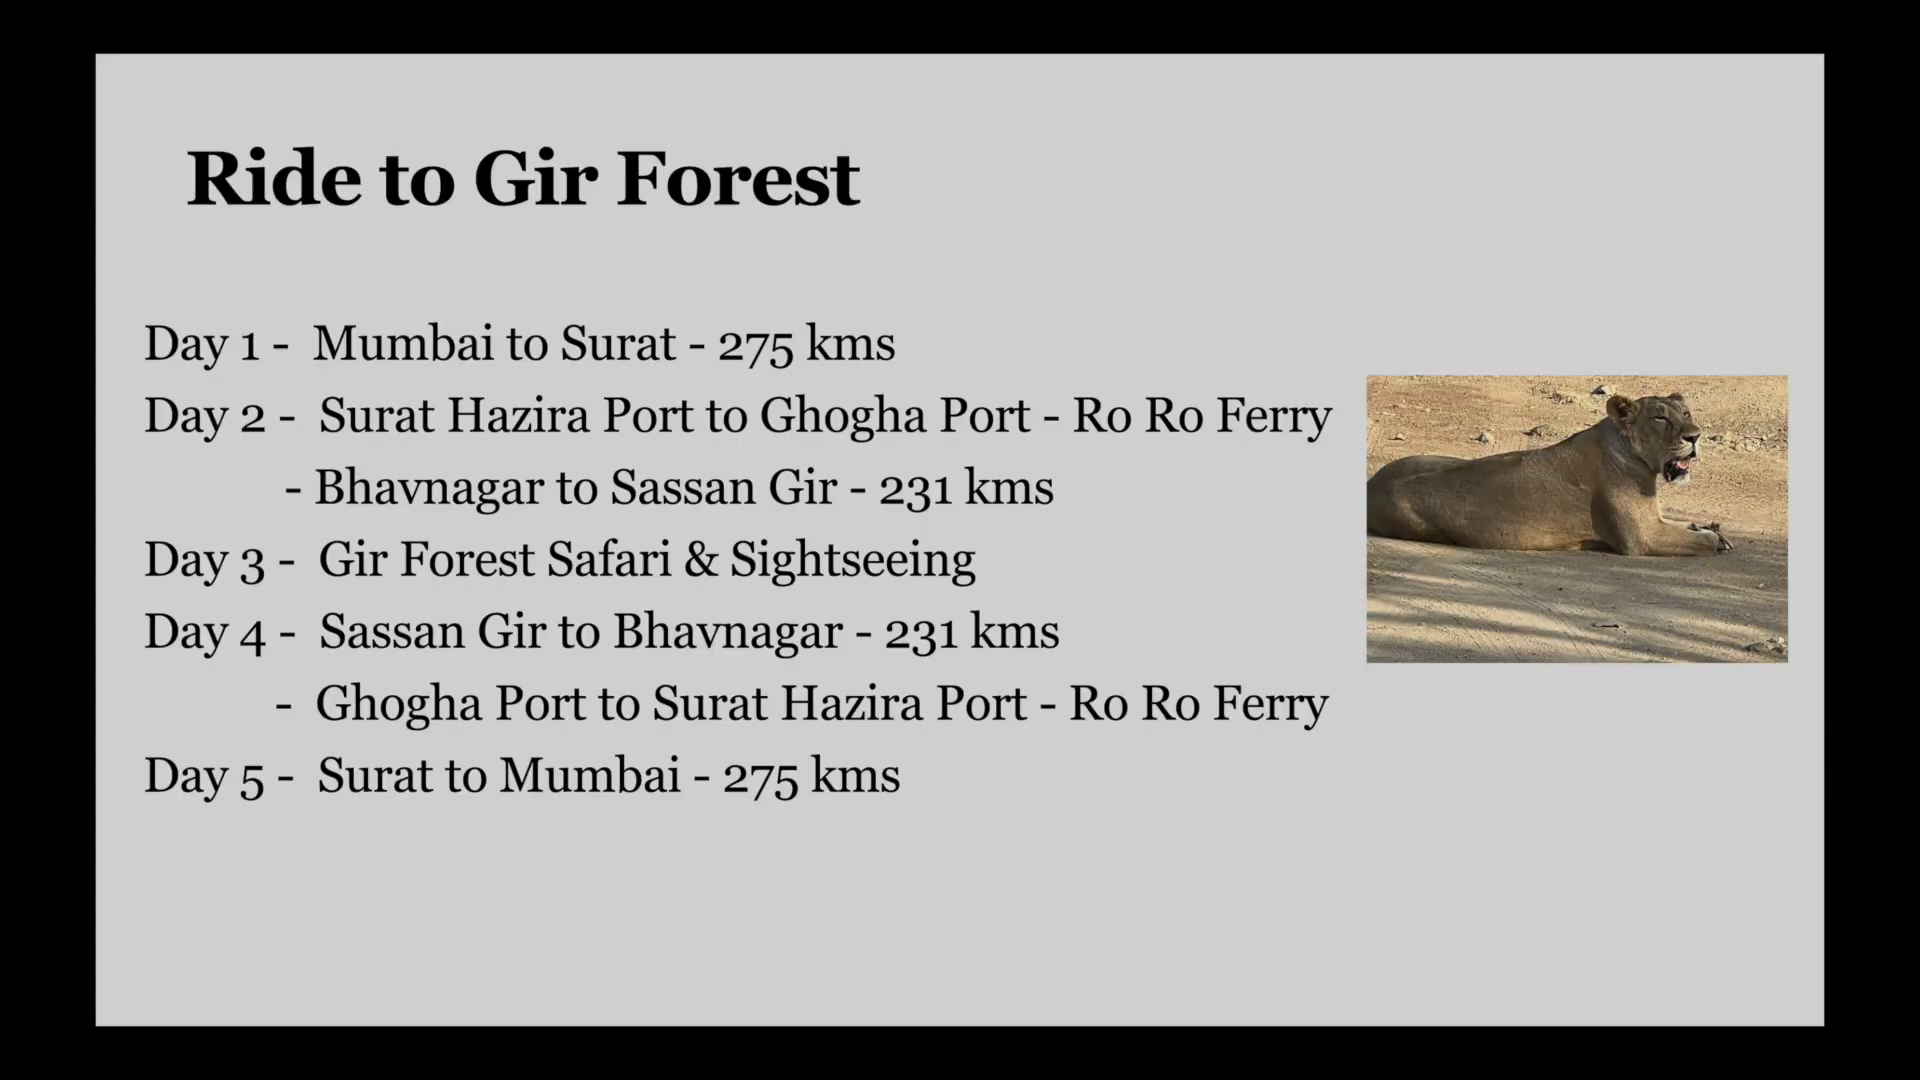 Ride to Gir Forest
Day 1 - Mumbai to Surat - 275 kms
Day 2 - Surat Hazira Port to Ghogha Port - Ro Ro Ferry
- Bhavnagar to Sassan Gir - 231 kms
Day 3 - Gir Forest Safari & Sightseeing
Day 4 - Sassan Gir to Bhavnagar - 231 kms
- Ghogha Port to Surat Hazira Port - Ro Ro Ferry
Day 5 - Surat to Mumbai - 275 kms